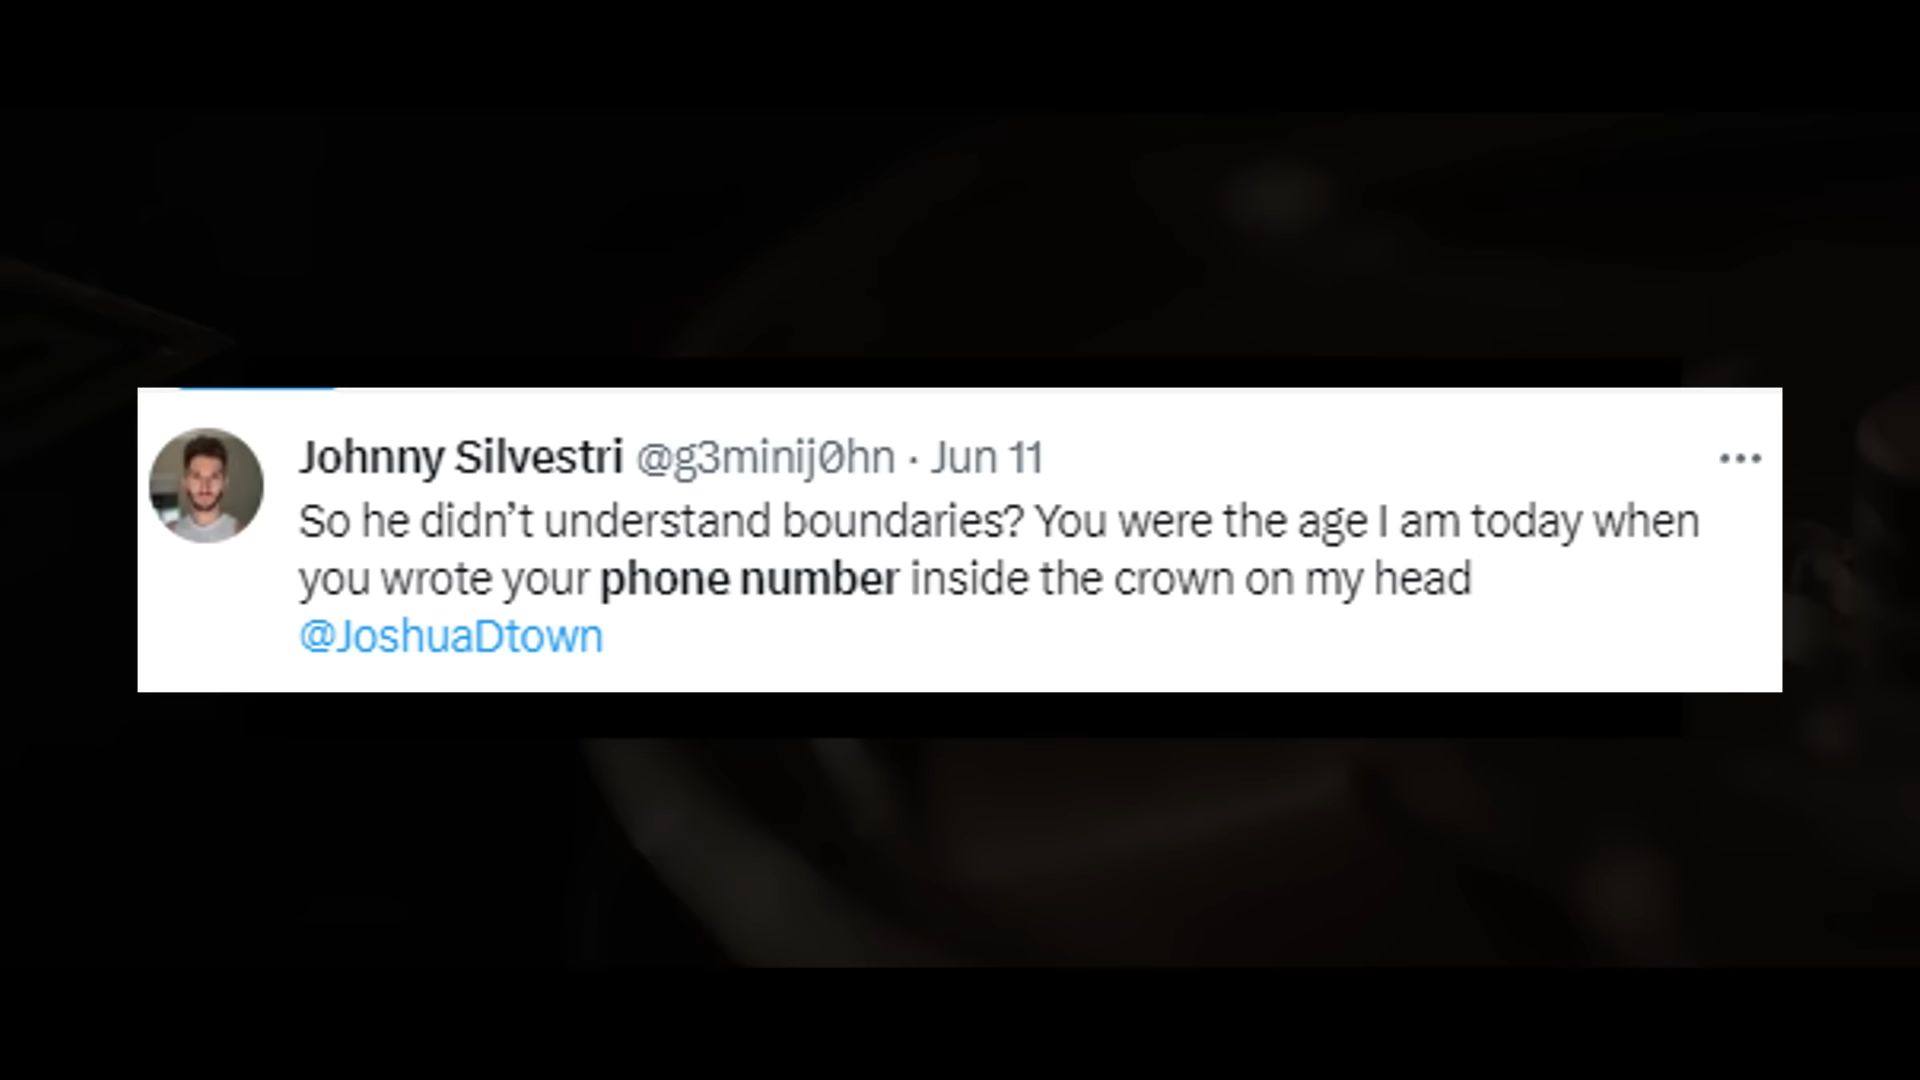 Johnny Silvestri @g3minij0hn · Jun 11
So he didn’t understand boundaries? You were the age I am today when
you wrote your phone number inside the crown on my head
@JoshuaDtown